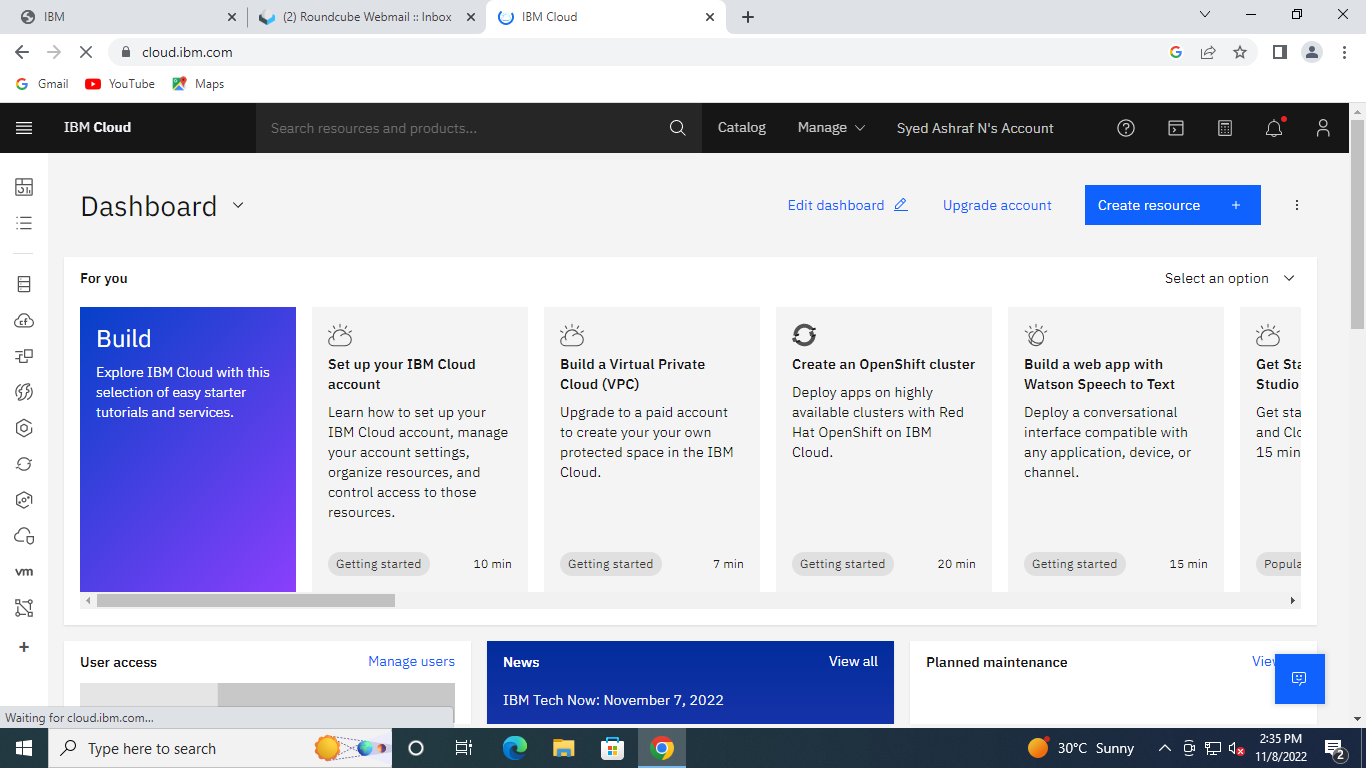 IBM
(2) Roundcube Webmail :: Inbox
IBM Cloud
cloud.ibm.com
Gmail
YouTube
Maps
IBM Cloud
Search resources and products...
Catalog
Manage
Syed Ashraf N's Account
Dashboard
Edit dashboard
Upgrade account
Create resource +
For you
Select an option
Build
Explore IBM Cloud with this
selection of easy starter
tutorials and services.
Set up your IBM Cloud
account
Learn how to set up your
IBM Cloud account, manage
your account settings,
organize resources, and
control access to those
resources.
Getting started
10 min
Build a Virtual Private
Cloud (VPC)
Upgrade to a paid account
to create your your own
protected space in the IBM
Cloud.
Getting started
7 min
Create an OpenShift cluster
Deploy apps on highly
available clusters with Red
Hat OpenShift on IBM
Cloud.
Getting started
20 min
Build a web app with
Watson Speech to Text
Deploy a conversational
interface compatible with
any application, device, or
channel.
Getting started
15 min
Get Sta
Studio
Get sta
and Clo
15 min
Popula
vm
User access
Manage users
News
View all
IBM Tech Now: November 7, 2022
Planned maintenance
View
Waiting for cloud.ibm.com...
Type here to search
30°C Sunny
2:35 PM
11/8/2022
2